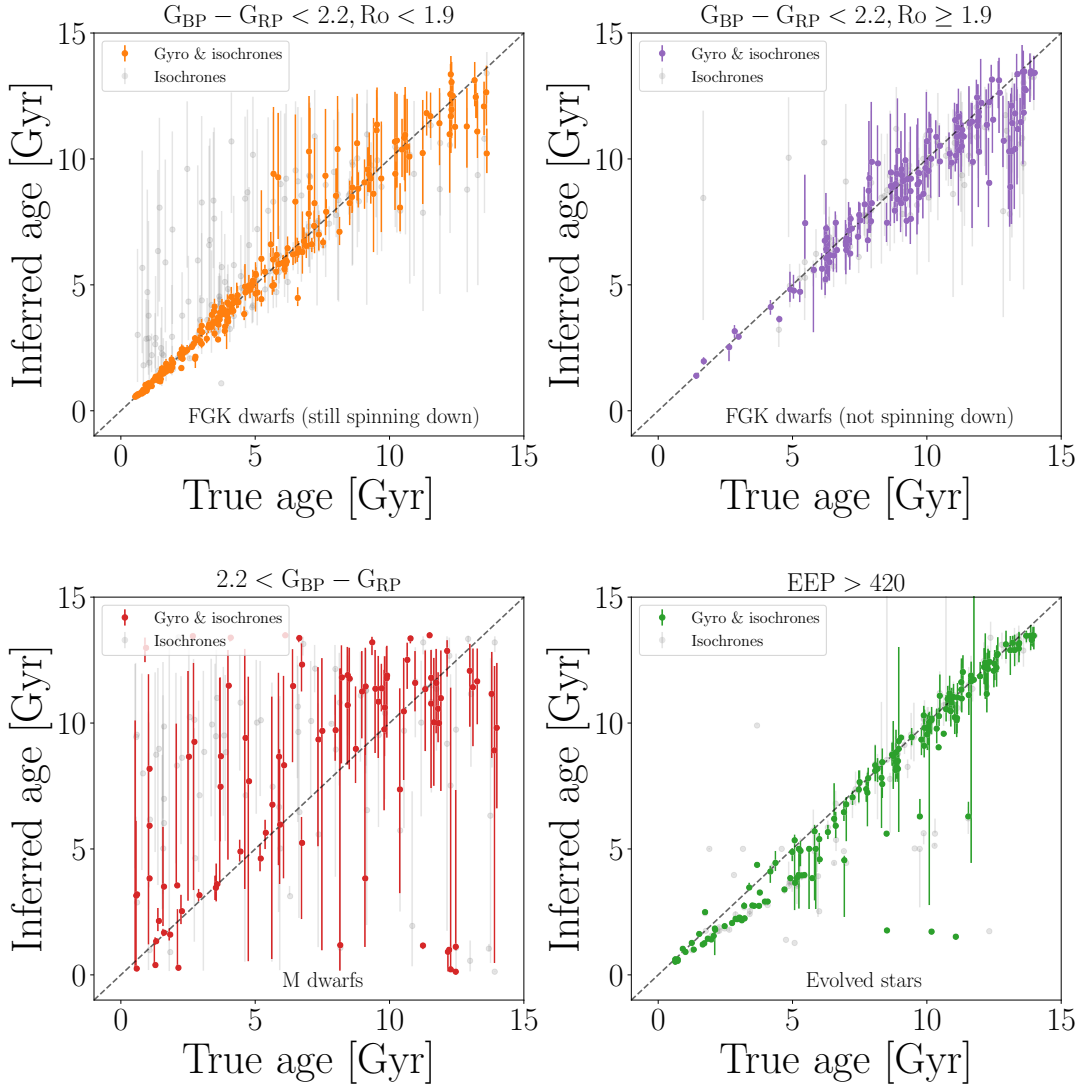 G_BP − G_RP < 2.2, Ro < 1.9
15
10
5
0
Inferred age [Gyr]
Gyro & isochrones
Isochrones
FGK dwarfs (still spinning down)
0 5 10 15
True age [Gyr]
G_BP − G_RP < 2.2, Ro ≥ 1.9
15
10
5
0
Inferred age [Gyr]
Gyro & isochrones
Isochrones
FGK dwarfs (not spinning down)
0 5 10 15
True age [Gyr]
2.2 < G_BP − G_RP
15
10
5
0
Inferred age [Gyr]
Gyro & isochrones
Isochrones
M dwarfs
0 5 10 15
True age [Gyr]
EEP > 420
15
10
5
0
Inferred age [Gyr]
Gyro & isochrones
Isochrones
Evolved stars
0 5 10 15
True age [Gyr]